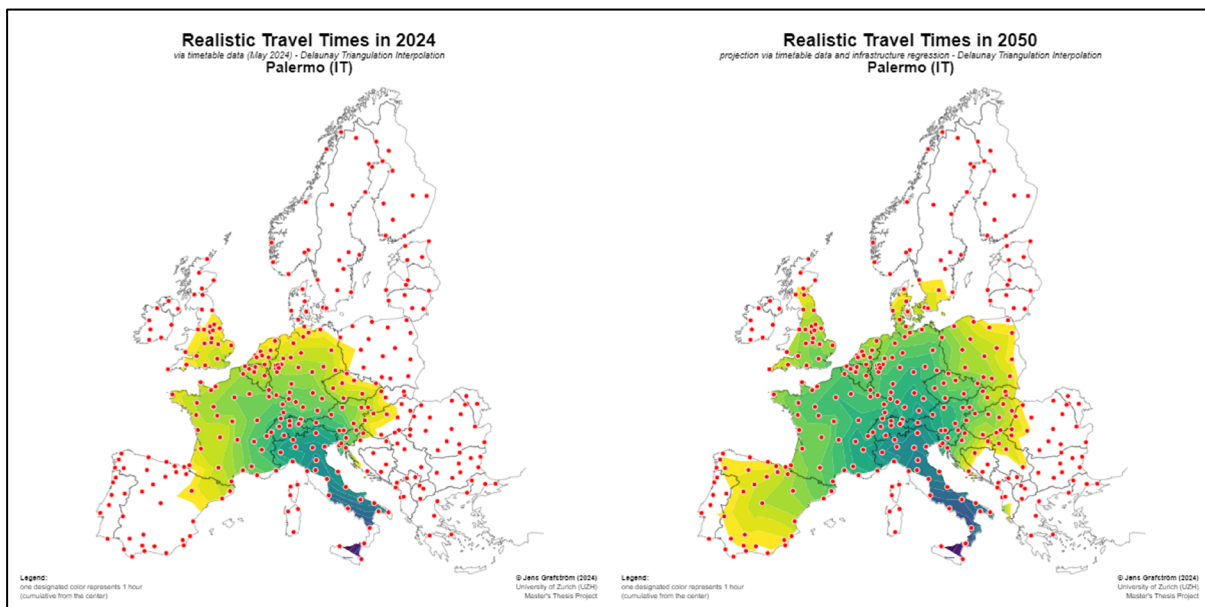 Realistic Travel Times in 2024
via timetable data (May 2024) - Delaunay Triangulation Interpolation
Palermo (IT)
Legend:
one designated color represents 1 hour
(cumulative from the center)
© Jens Grafström (2024)
University of Zurich (UZH)
Master's Thesis Project
Realistic Travel Times in 2050
projection via timetable data and infrastructure regression - Delaunay Triangulation Interpolation
Palermo (IT)
Legend:
one designated color represents 1 hour
(cumulative from the center)
© Jens Grafström (2024)
University of Zurich (UZH)
Master's Thesis Project